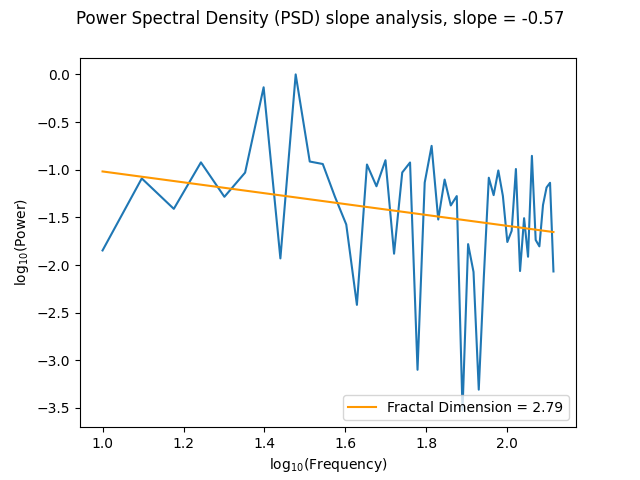 Power Spectral Density (PSD) slope analysis, slope = -0.57
0.0
−0.5
−1.0
−1.5
−2.0
−2.5
−3.0
−3.5
log₁₀(Power)
Fractal Dimension = 2.79
1.0 1.2 1.4 1.6 1.8 2.0
log₁₀(Frequency)